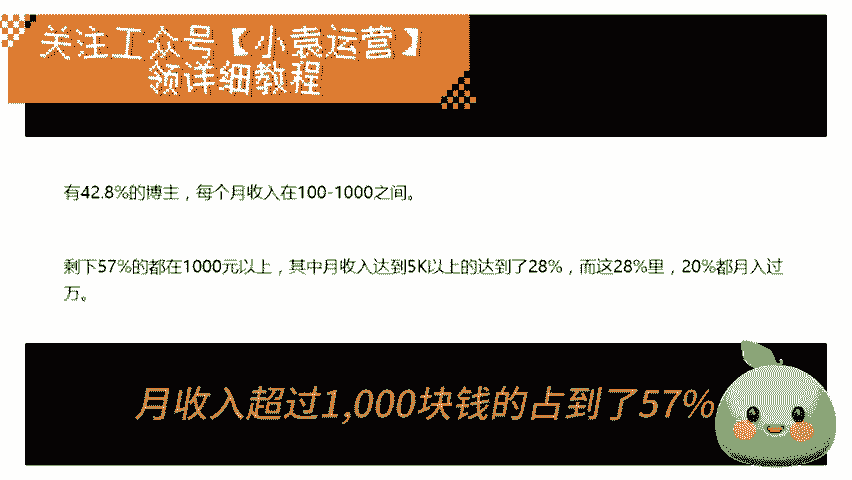 关注工众号【小袁运营】
领详细教程
有42.8%的博主，每个月收入在100-1000之间。
剩下57%的都在1000元以上，其中月收入达到5K以上的达到了28%，而这28%里，20%都月入过
万。
月收入超过1,000块钱的占到了57%